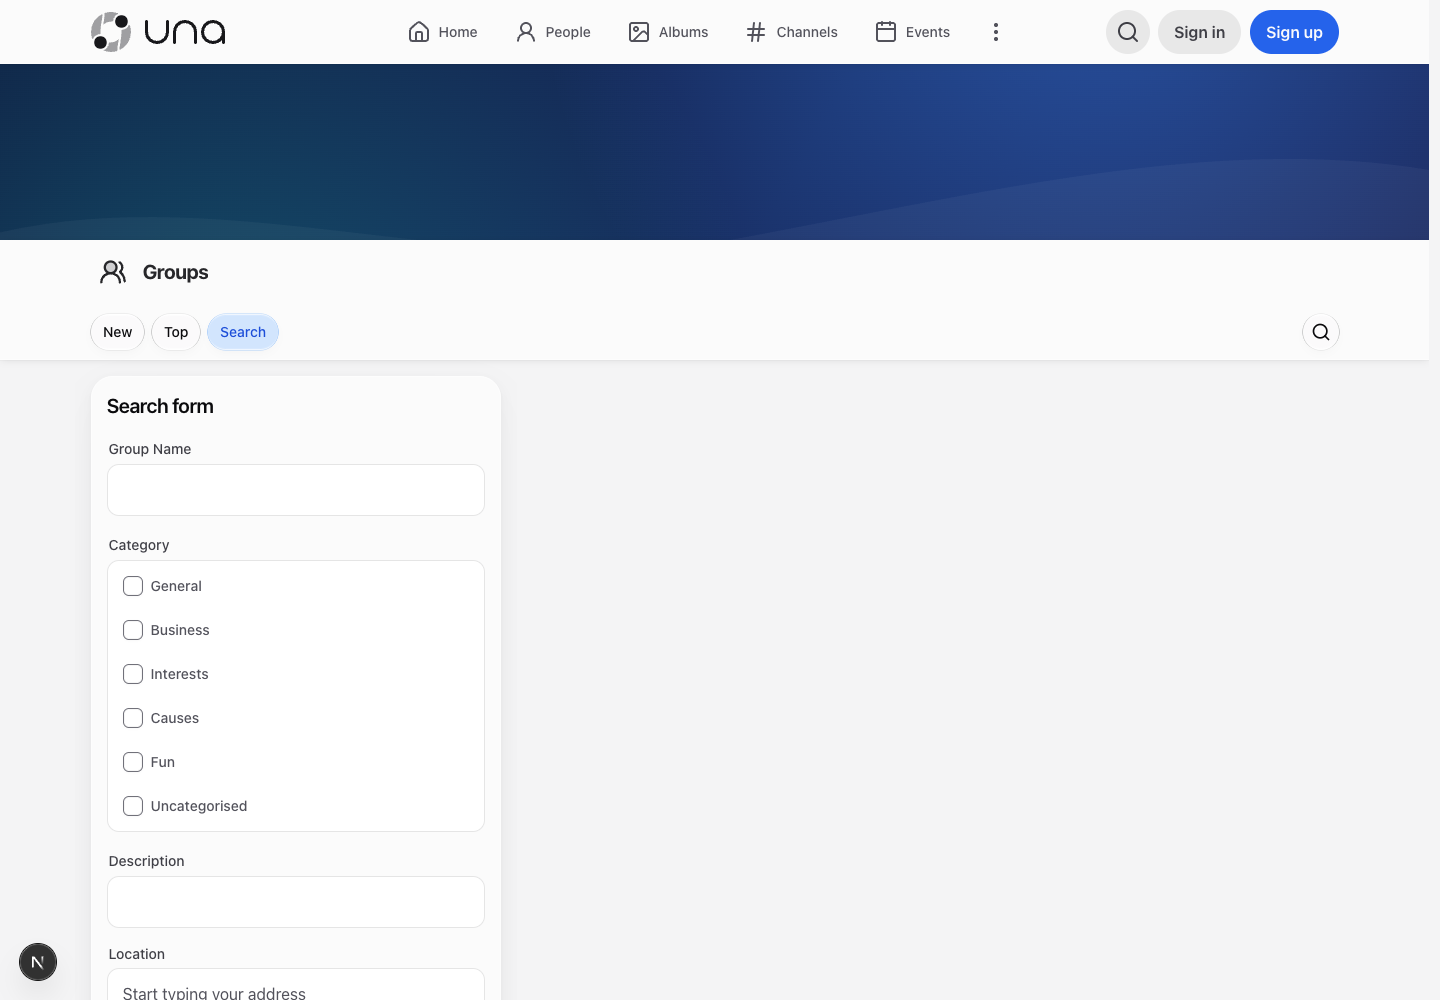 una
Home
People
Albums
Channels
Events
Sign in
Sign up
Groups
New
Top
Search
Search form
Group Name
Category
General
Business
Interests
Causes
Fun
Uncategorised
Description
Location
Start typing your address
N